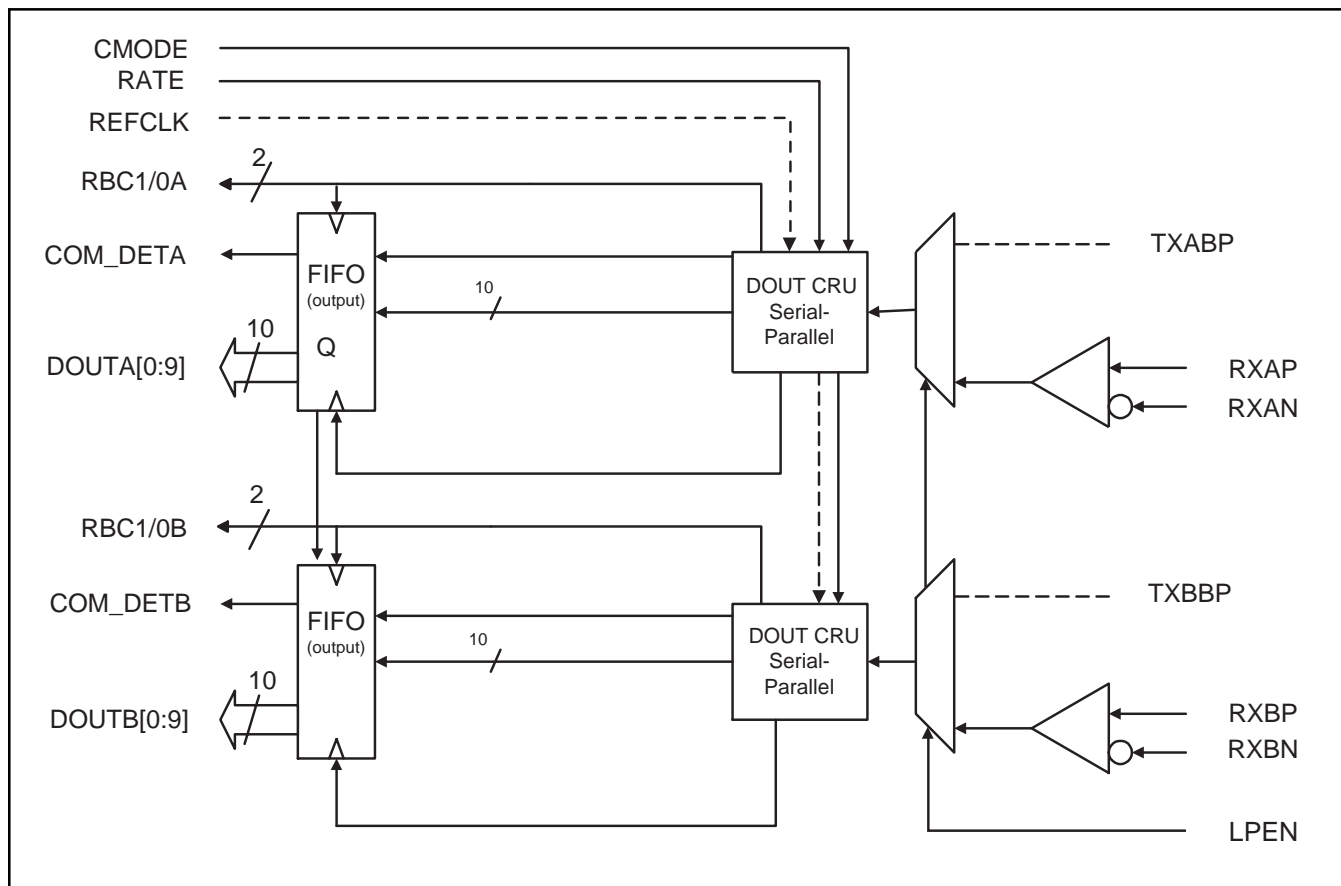 CMODE
RATE
REFCLK
2
RBC1/0A
COM_DETA
FIFO
(output)
Q
10
DOUTA[0:9]
10
DOUT CRU
Serial-
Parallel
TXABP
RXAP
RXAN
2
RBC1/0B
COM_DETB
FIFO
(output)
10
DOUTB[0:9]
10
DOUT CRU
Serial-
Parallel
TXBBP
RXBP
RXBN
LPEN